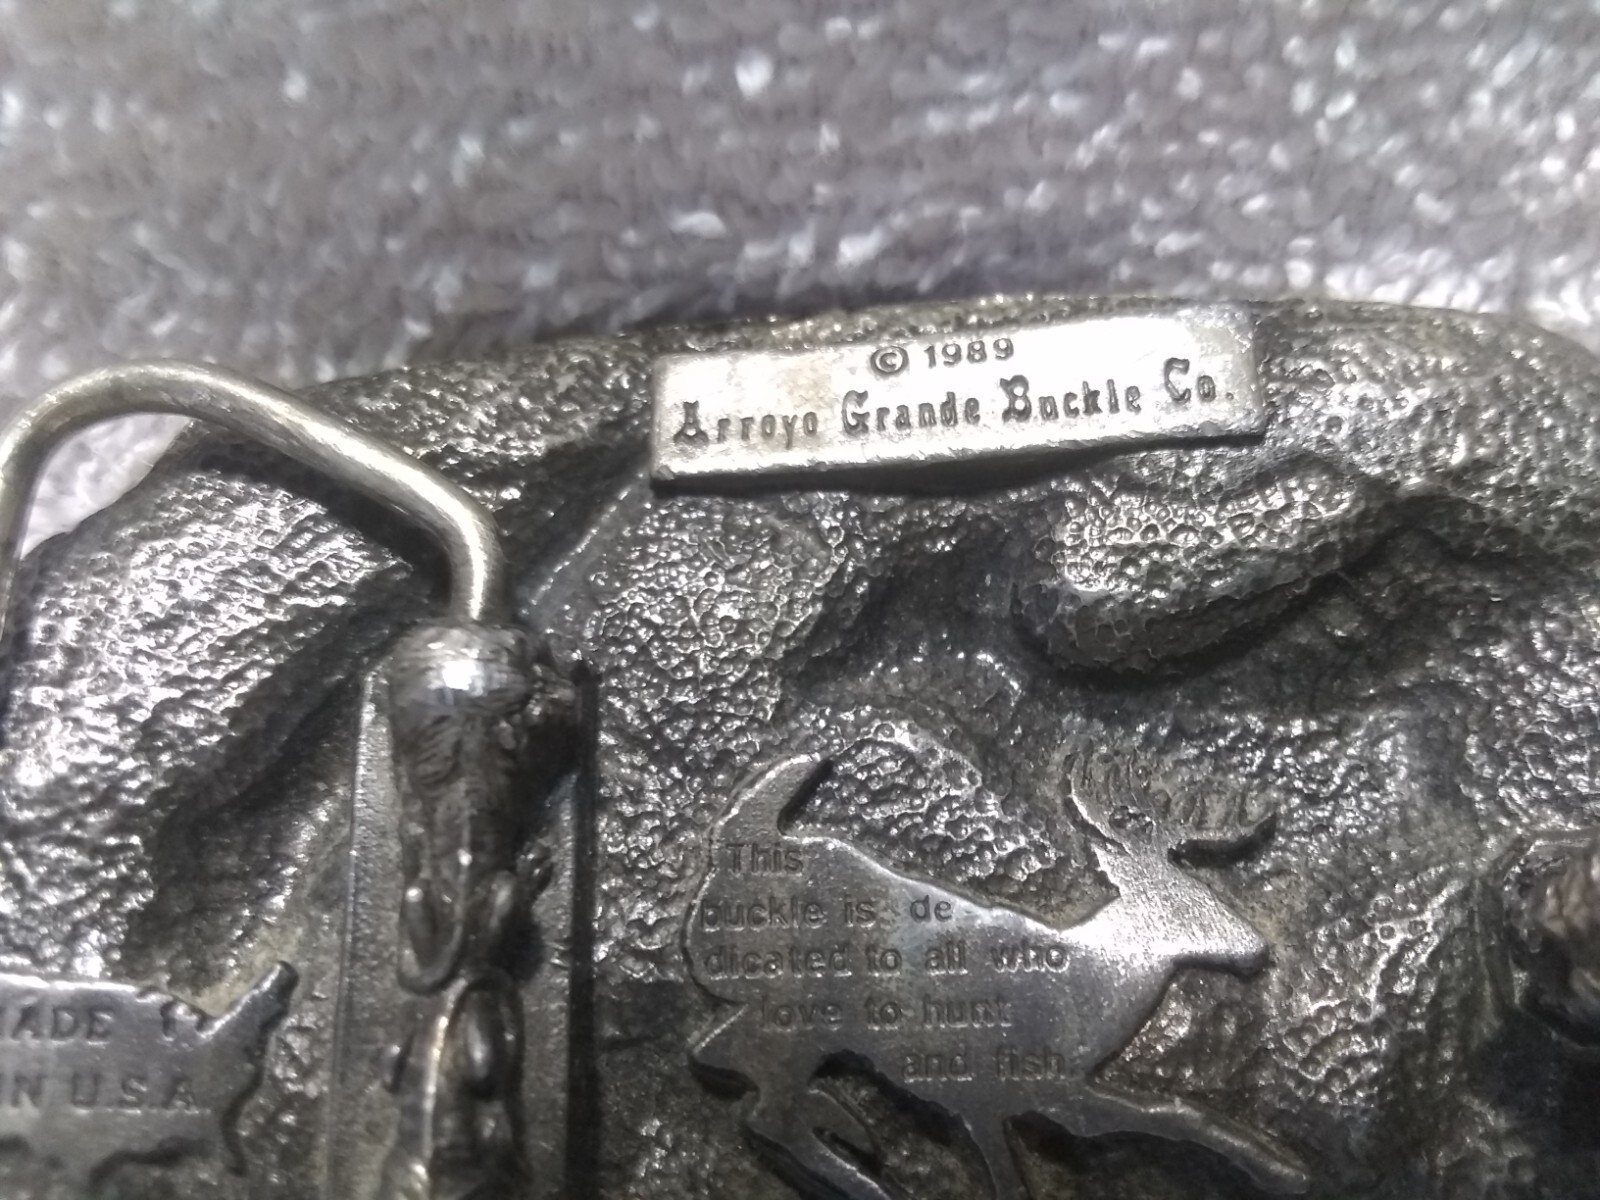 © 1989
Arroyo Grande Buckle Co.
This
buckle is de
dicated to all who
love to hunt
and fish
MADE
IN U.S.A.